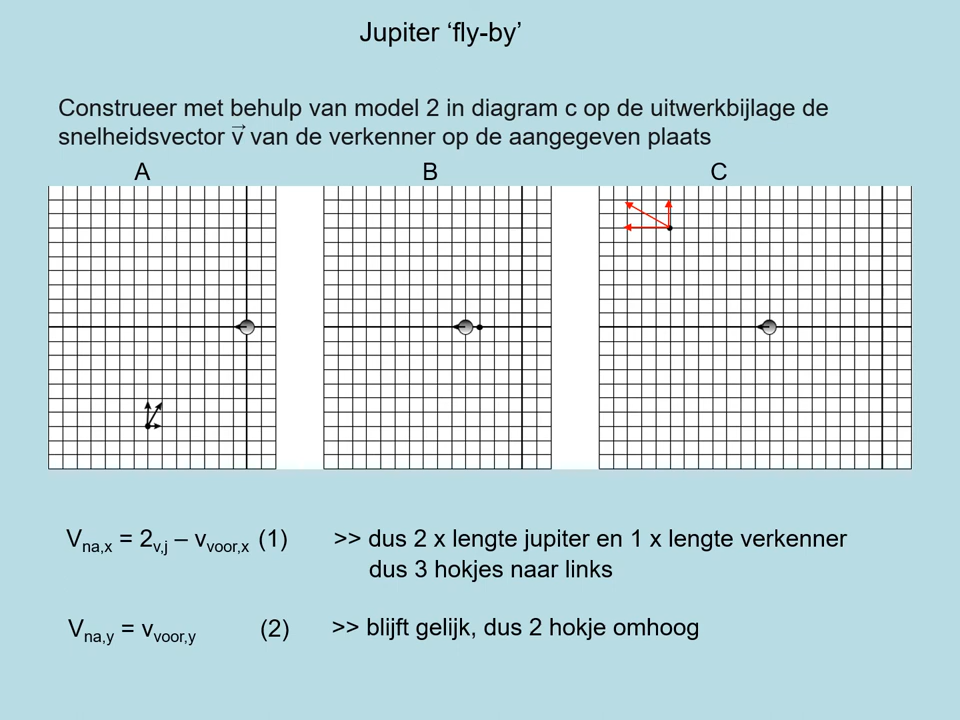 Jupiter ‘fly-by’
Construeer met behulp van model 2 in diagram c op de uitwerkbijlage de
snelheidsvector v⃗ van de verkenner op de aangegeven plaats
A B C
Vna,x = 2v,j – vvoor,x (1) >> dus 2 x lengte jupiter en 1 x lengte verkenner
dus 3 hokjes naar links
Vna,y = vvoor,y (2) >> blijft gelijk, dus 2 hokje omhoog